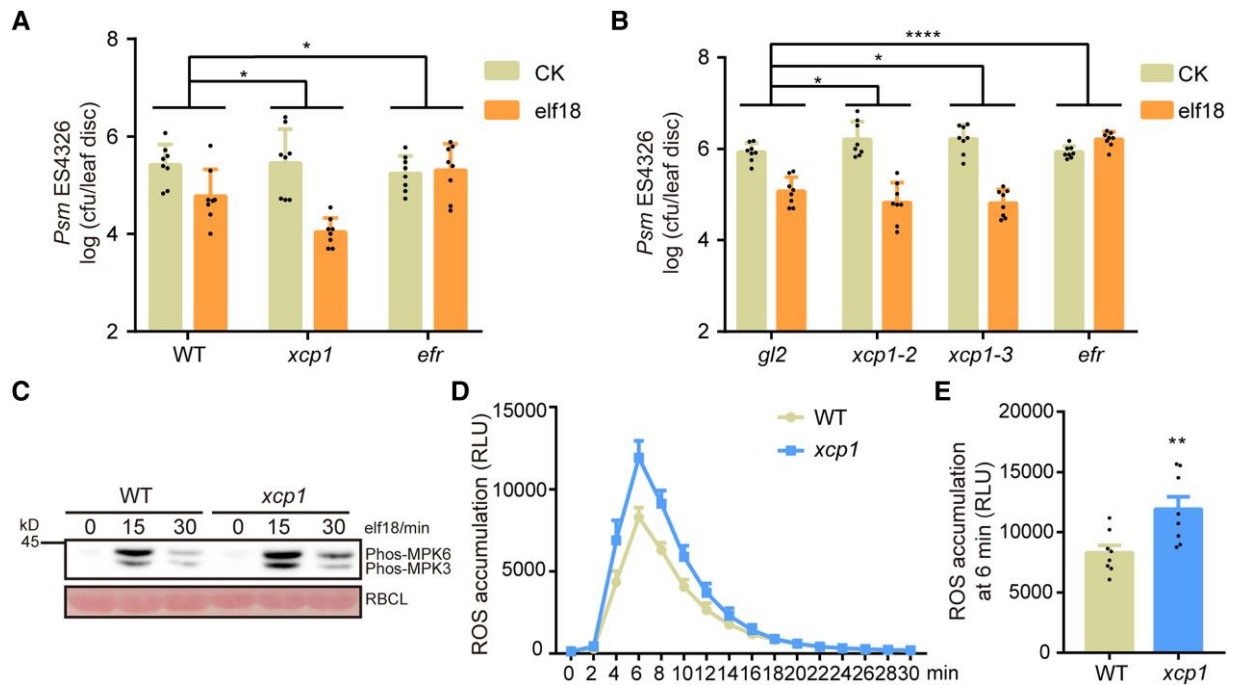 A
Psm ES4326
log (cfu/leaf disc)
8
6
4
2
*
*
CK
elf18
WT
xcp1
efr
B
Psm ES4326
log (cfu/leaf disc)
8
6
4
2
****
*
*
CK
elf18
gl2
xcp1-2
xcp1-3
efr
C
WT
xcp1
kD
0 15 30 0 15 30 elf18/min
45
Phos-MPK6
Phos-MPK3
RBCL
D
ROS accumulation (RLU)
15000
10000
5000
0
WT
xcp1
0 2 4 6 8 10 12 14 16 18 20 22 24 26 28 30 min
E
ROS accumulation
at 6 min (RLU)
20000
15000
10000
5000
0
**
WT
xcp1